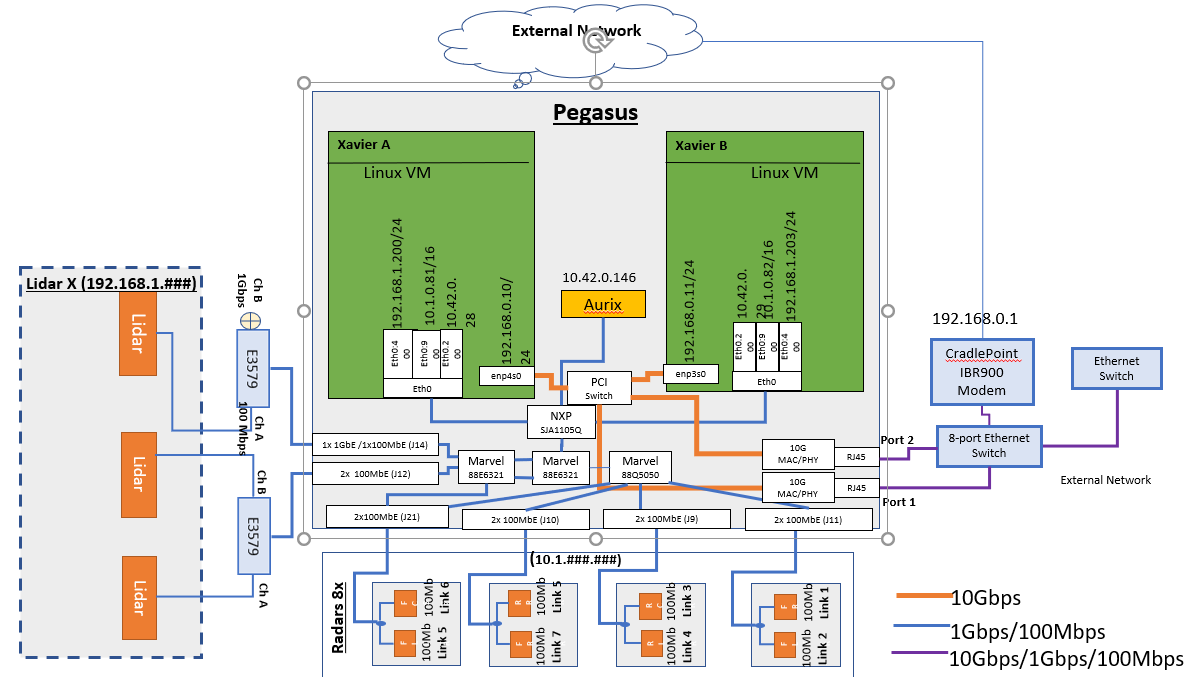 External Network
Pegasus
Xavier A
Linux VM
192.168.1.200/24
10.1.0.81/16
10.42.0.
28
192.168.0.10/
24
Eth0:4
00
Eth0:9
00
Eth0.2
00
Eth0
enp4s0
10.42.0.146
Aurix
PCI
Switch
NXP
SJA1105Q
Xavier B
Linux VM
192.168.0.11/24
10.42.0.
29
10.1.0.82/16
192.168.1.203/24
enp3s0
Eth0.2
00
Eth0:9
00
Eth0:4
00
Eth0
Lidar X (192.168.1.###)
Lidar
Lidar
Lidar
Ch B
1Gbps
E3579
Ch A
100 Mbps
Ch B
E3579
Ch A
1x 1GbE /1x100MbE (J14)
2x 100MbE (J12)
Marvel
88E6321
Marvel
88E6321
Marvel
88Q5050
10G
MAC/PHY
RJ45
10G
MAC/PHY
RJ45
Port 2
Port 1
192.168.0.1
CradlePoint
IBR900
Modem
Ethernet
Switch
8-port Ethernet
Switch
External Network
2x100MbE (J21)
2x 100MbE (J10)
2x 100MbE (J9)
2x 100MbE (J11)
(10.1.###.###)
Radars 8x
100Mb
Link 6
100Mb
Link 5
100Mb
Link 5
100Mb
Link 7
100Mb
Link 3
100Mb
Link 4
100Mb
Link 1
100Mb
Link 2
10Gbps
1Gbps/100Mbps
10Gbps/1Gbps/100Mbps